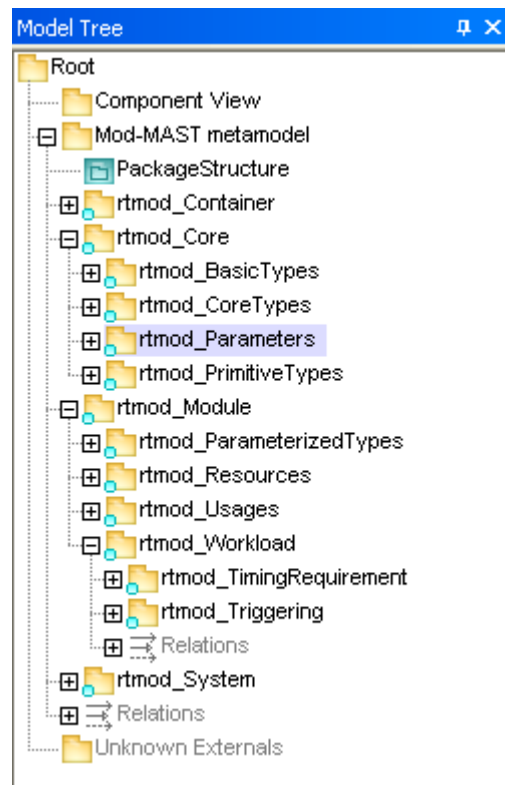 Model Tree
Root
Component View
Mod-MAST metamodel
PackageStructure
rtmod_Container
rtmod_Core
rtmod_BasicTypes
rtmod_CoreTypes
rtmod_Parameters
rtmod_PrimitiveTypes
rtmod_Module
rtmod_ParameterizedTypes
rtmod_Resources
rtmod_Usages
rtmod_Workload
rtmod_TimingRequirement
rtmod_Triggering
Relations
rtmod_System
Relations
Unknown Externals